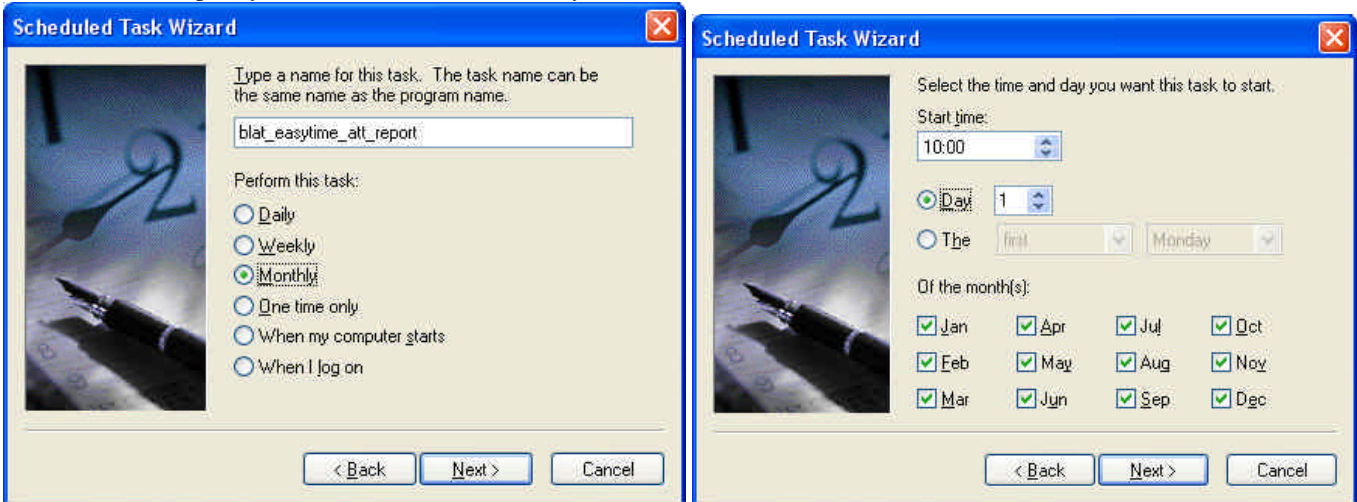 Scheduled Task Wizard
Type a name for this task. The task name can be
the same name as the program name.
blat_easytime_att_report
Perform this task:
Daily
Weekly
Monthly
One time only
When my computer starts
When I log on
< Back Next > Cancel
Scheduled Task Wizard
Select the time and day you want this task to start.
Start time:
10:00
Day 1
The first Monday
Of the month(s):
Jan Apr Jul Oct
Feb May Aug Nov
Mar Jun Sep Dec
< Back Next > Cancel